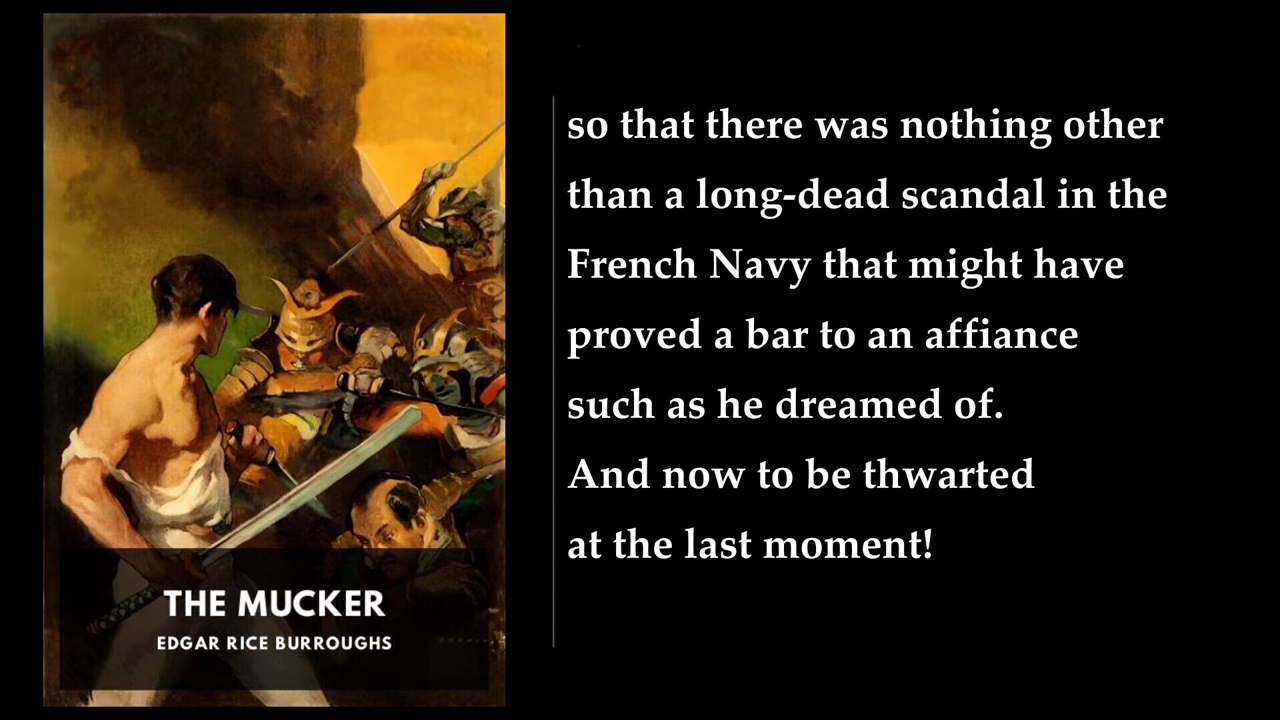 so that there was nothing other
than a long-dead scandal in the
French Navy that might have
proved a bar to an affiance
such as he dreamed of.
And now to be thwarted
at the last moment!
THE MUCKER
EDGAR RICE BURROUGHS